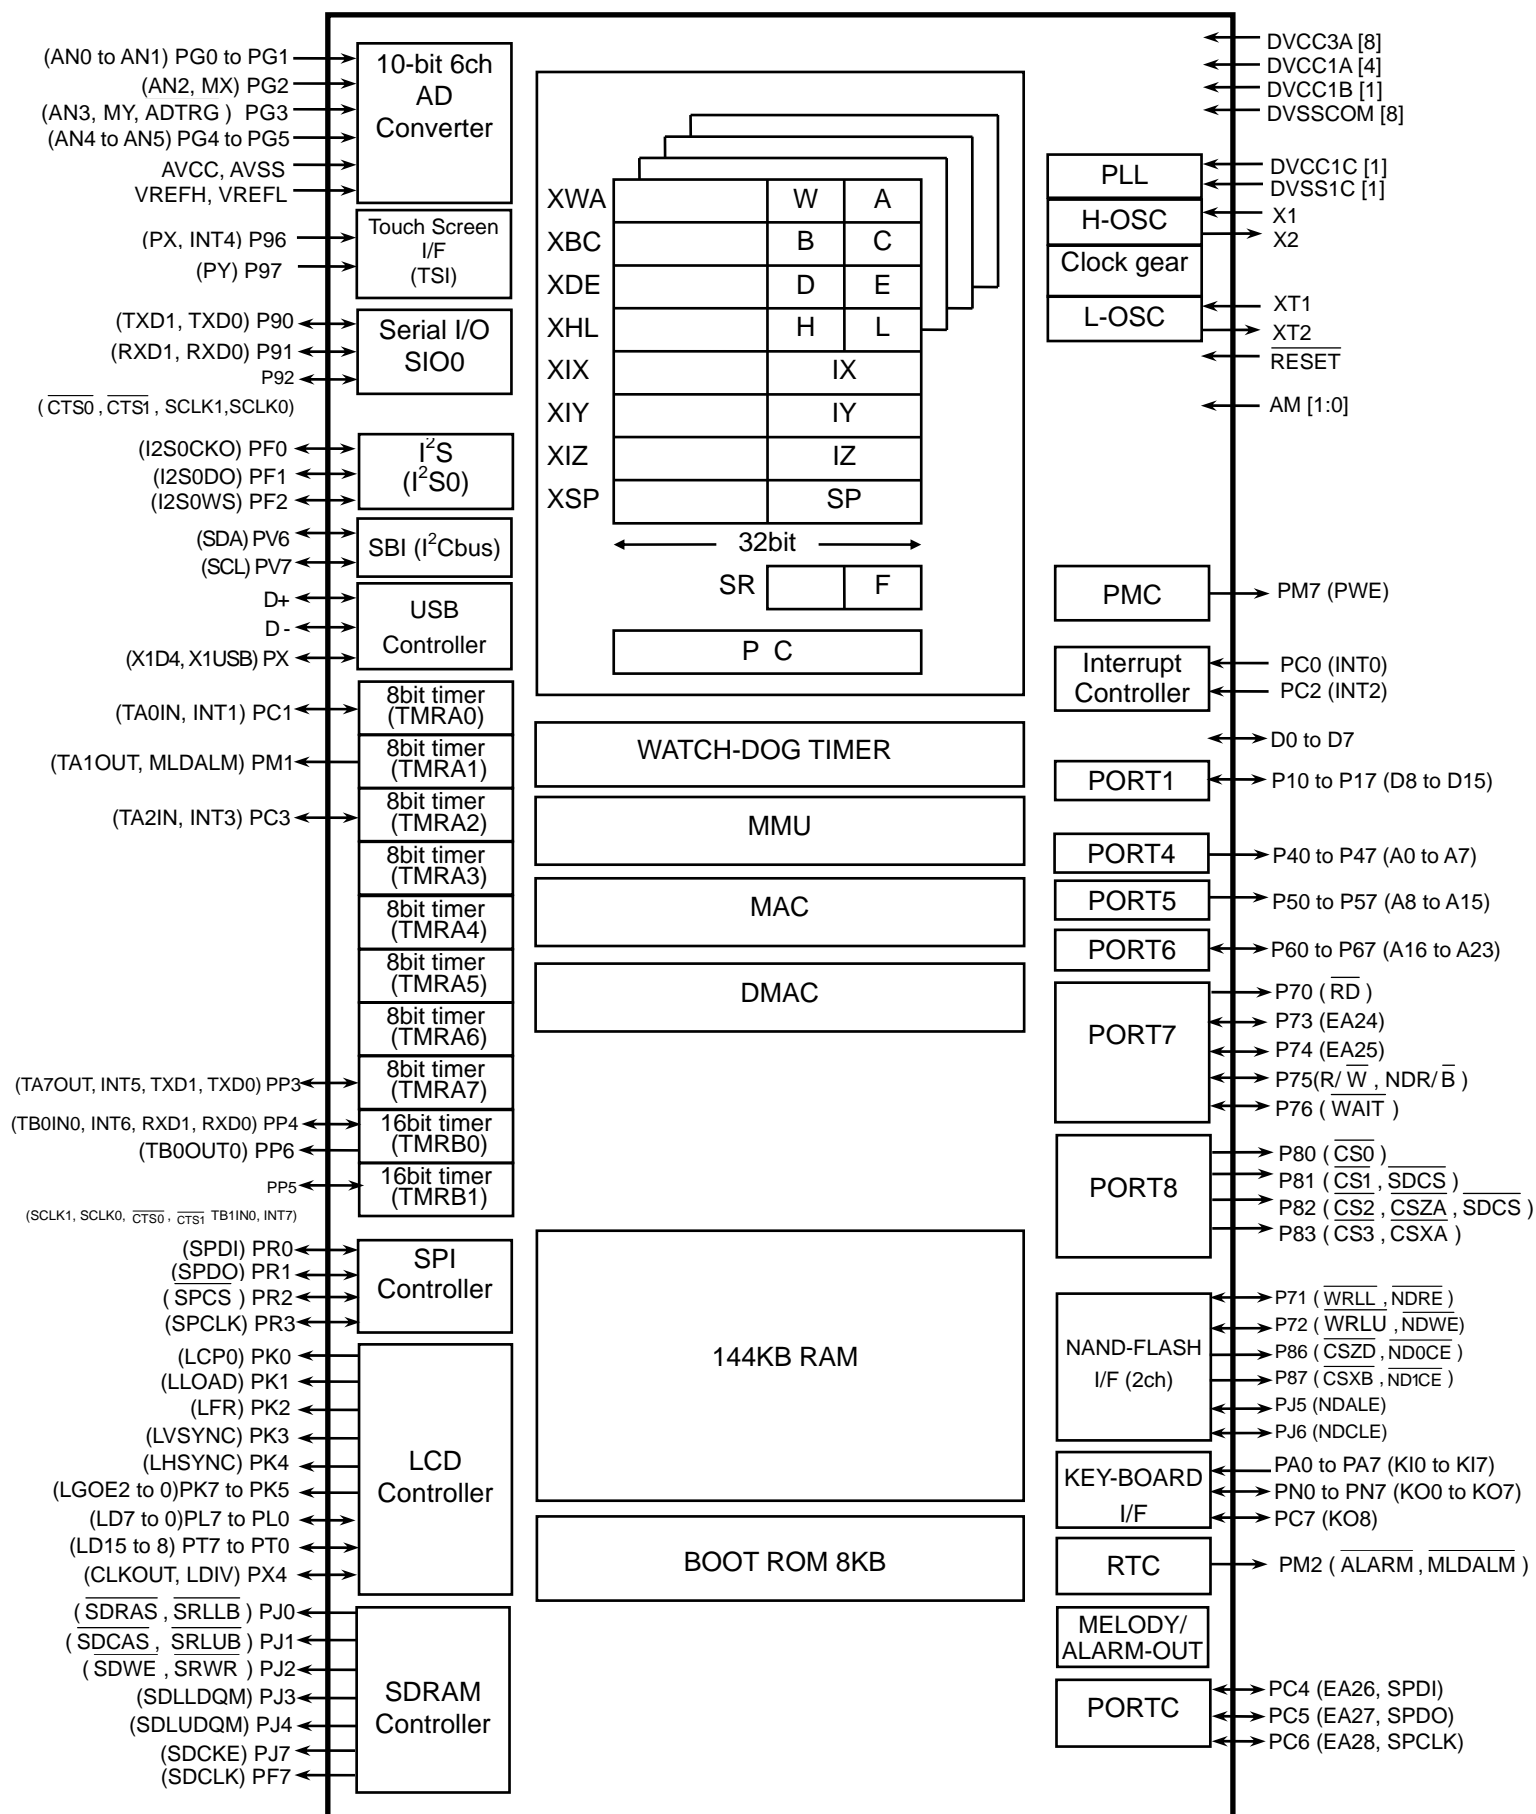 (AN0 to AN1) PG0 to PG1
(AN2, MX) PG2
(AN3, MY, ADTRG ) PG3
(AN4 to AN5) PG4 to PG5
AVCC, AVSS
VREFH, VREFL
10-bit 6ch
AD
Converter
(PX, INT4) P96
(PY) P97
Touch Screen
I/F
(TSI)
(TXD1, TXD0) P90
(RXD1, RXD0) P91
P92
( CTS0 , CTS1 , SCLK1,SCLK0)
Serial I/O
SIO0
(I2S0CKO) PF0
(I2S0DO) PF1
(I2S0WS) PF2
I2S
(I2S0)
(SDA) PV6
(SCL) PV7
SBI (I2Cbus)
D+
D -
(X1D4, X1USB) PX
USB
Controller
(TA0IN, INT1) PC1
8bit timer
(TMRA0)
(TA1OUT, MLDALM) PM1
8bit timer
(TMRA1)
(TA2IN, INT3) PC3
8bit timer
(TMRA2)
8bit timer
(TMRA3)
8bit timer
(TMRA4)
8bit timer
(TMRA5)
8bit timer
(TMRA6)
(TA7OUT, INT5, TXD1, TXD0) PP3
8bit timer
(TMRA7)
(TB0IN0, INT6, RXD1, RXD0) PP4
(TB0OUT0) PP6
16bit timer
(TMRB0)
PP5
(SCLK1, SCLK0, CTS0 , CTS1 TB1IN0, INT7)
16bit timer
(TMRB1)
(SPDI) PR0
(SPDO) PR1
( SPCS ) PR2
(SPCLK) PR3
SPI
Controller
(LCP0) PK0
(LLOAD) PK1
(LFR) PK2
(LVSYNC) PK3
(LHSYNC) PK4
(LGOE2 to 0)PK7 to PK5
(LD7 to 0)PL7 to PL0
(LD15 to 8) PT7 to PT0
(CLKOUT, LDIV) PX4
LCD
Controller
( SDRAS , SRLLB ) PJ0
( SDCAS , SRLUB ) PJ1
( SDWE , SRWR ) PJ2
(SDLLDQM) PJ3
(SDLUDQM) PJ4
(SDCKE) PJ7
(SDCLK) PF7
SDRAM
Controller
XWA W A
XBC B C
XDE D E
XHL H L
XIX IX
XIY IY
XIZ IZ
XSP SP
32bit
SR F
P C
WATCH-DOG TIMER
MMU
MAC
DMAC
144KB RAM
BOOT ROM 8KB
DVCC3A [8]
DVCC1A [4]
DVCC1B [1]
DVSSCOM [8]
PLL
DVCC1C [1]
DVSS1C [1]
H-OSC
X1
X2
Clock gear
L-OSC
XT1
XT2
RESET
AM [1:0]
PMC
PM7 (PWE)
Interrupt
Controller
PC0 (INT0)
PC2 (INT2)
D0 to D7
PORT1
P10 to P17 (D8 to D15)
PORT4
P40 to P47 (A0 to A7)
PORT5
P50 to P57 (A8 to A15)
PORT6
P60 to P67 (A16 to A23)
PORT7
P70 ( RD )
P73 (EA24)
P74 (EA25)
P75(R/ W , NDR/ B )
P76 ( WAIT )
PORT8
P80 ( CS0 )
P81 ( CS1 , SDCS )
P82 ( CS2 , CSZA , SDCS )
P83 ( CS3 , CSXA )
NAND-FLASH
I/F (2ch)
P71 ( WRLL , NDRE )
P72 ( WRLU , NDWE)
P86 ( CSZD , ND0CE )
P87 ( CSXB , ND1CE )
PJ5 (NDALE)
PJ6 (NDCLE)
KEY-BOARD
I/F
PA0 to PA7 (KI0 to KI7)
PN0 to PN7 (KO0 to KO7)
PC7 (KO8)
RTC
PM2 ( ALARM , MLDALM )
MELODY/
ALARM-OUT
PORTC
PC4 (EA26, SPDI)
PC5 (EA27, SPDO)
PC6 (EA28, SPCLK)